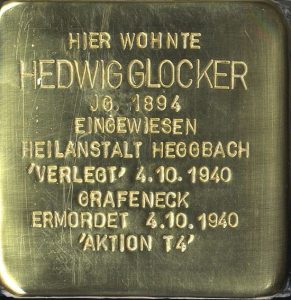 HIER WOHNTE
HEDWIG GLOCKER
JG. 1894
EINGEWIESEN
HEILANSTALT HEGGBACH
'VERLEGT' 4.10.1940
GRAFENECK
ERMORDET 4.10.1940
'AKTION T4'